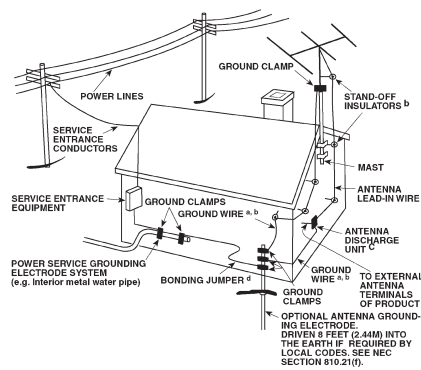 GROUND CLAMP
POWER LINES
STAND-OFF
INSULATORS b
SERVICE
ENTRANCE
CONDUCTORS
MAST
ANTENNA
LEAD-IN WIRE
SERVICE ENTRANCE
EQUIPMENT
GROUND CLAMPS
GROUND WIRE a, b
ANTENNA
DISCHARGE
UNIT C
POWER SERVICE GROUNDING
ELECTRODE SYSTEM
(e.g. Interior metal water pipe)
BONDING JUMPER d
GROUND
WIRE a, b
GROUND
CLAMPS
TO EXTERNAL
ANTENNA
TERMINALS
OF PRODUCT
OPTIONAL ANTENNA GROUND-
ING ELECTRODE.
DRIVEN 8 FEET (2.44M) INTO
THE EARTH IF REQUIRED BY
LOCAL CODES. SEE NEC
SECTION 810.21(f).